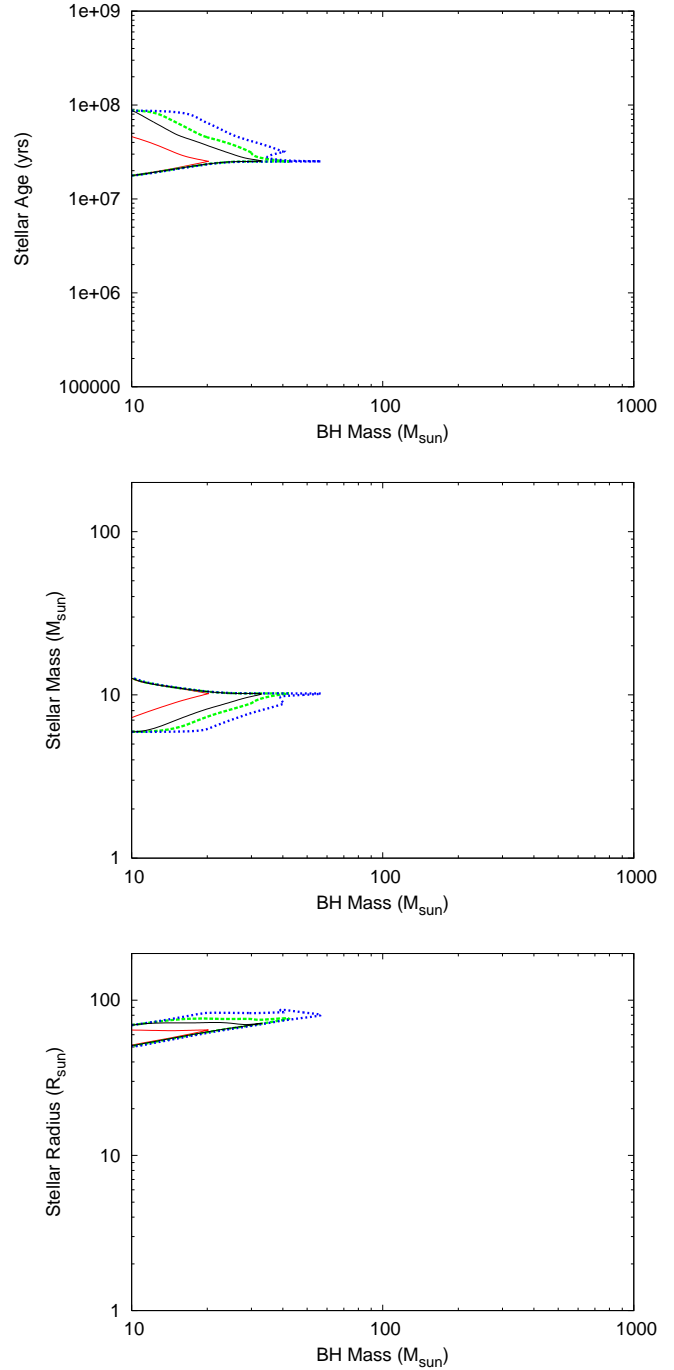 1e+09
1e+08
1e+07
1e+06
100000
Stellar Age (yrs)
10 100 1000
BH Mass (M_sun)
100
10
1
Stellar Mass (M_sun)
10 100 1000
BH Mass (M_sun)
100
10
1
Stellar Radius (R_sun)
10 100 1000
BH Mass (M_sun)